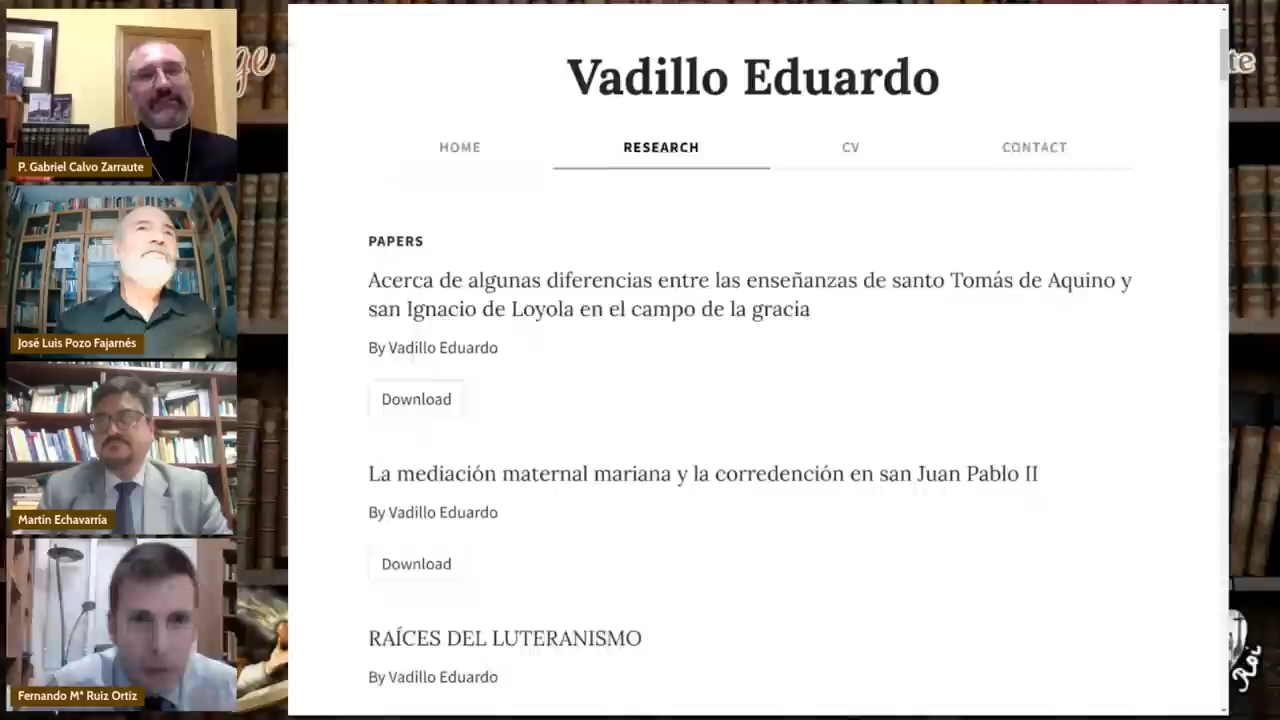 P. Gabriel Calvo Zarraute
José Luis Pozo Fajarnés
Martín Echavarría
Fernando Mª Ruiz Ortiz
Vadillo Eduardo
HOME RESEARCH CV CONTACT
PAPERS
Acerca de algunas diferencias entre las enseñanzas de santo Tomás de Aquino y
san Ignacio de Loyola en el campo de la gracia
By Vadillo Eduardo
Download
La mediación maternal mariana y la corredención en san Juan Pablo II
By Vadillo Eduardo
Download
RAÍCES DEL LUTERANISMO
By Vadillo Eduardo
ge
te
Roi